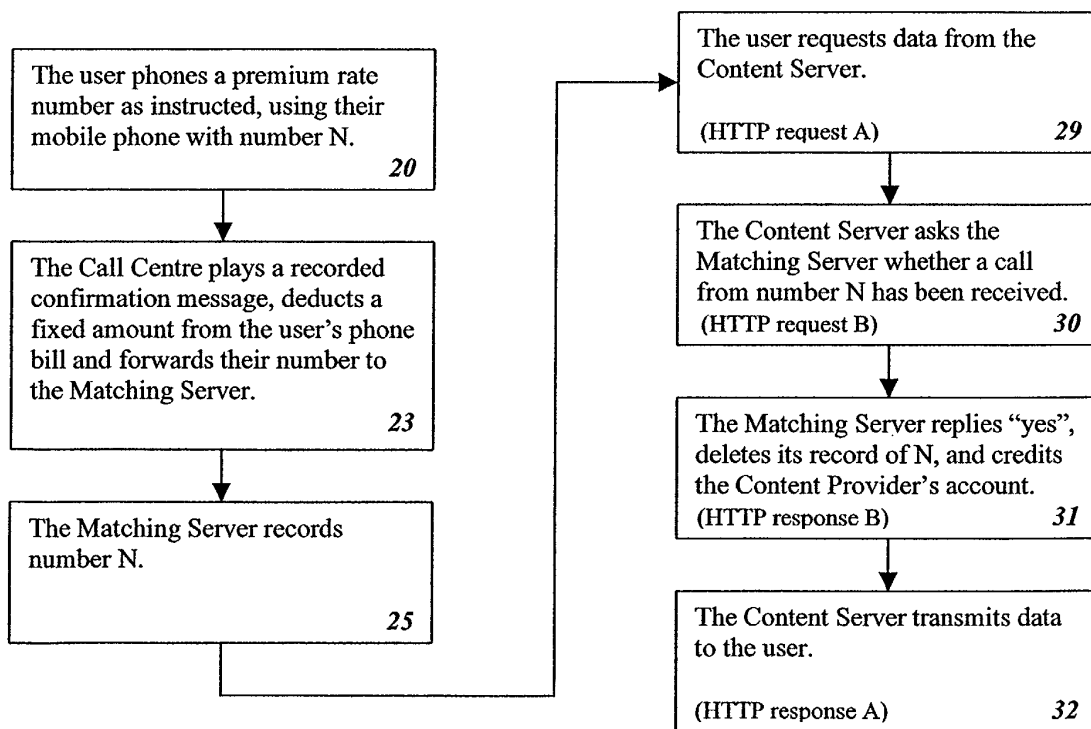 The user phones a premium rate
number as instructed, using their
mobile phone with number N.
20
The Call Centre plays a recorded
confirmation message, deducts a
fixed amount from the user's phone
bill and forwards their number to
the Matching Server.
23
The Matching Server records
number N.
25
The user requests data from the
Content Server.
(HTTP request A) 29
The Content Server asks the
Matching Server whether a call
from number N has been received.
(HTTP request B) 30
The Matching Server replies “yes”,
deletes its record of N, and credits
the Content Provider's account.
(HTTP response B) 31
The Content Server transmits data
to the user.
(HTTP response A) 32